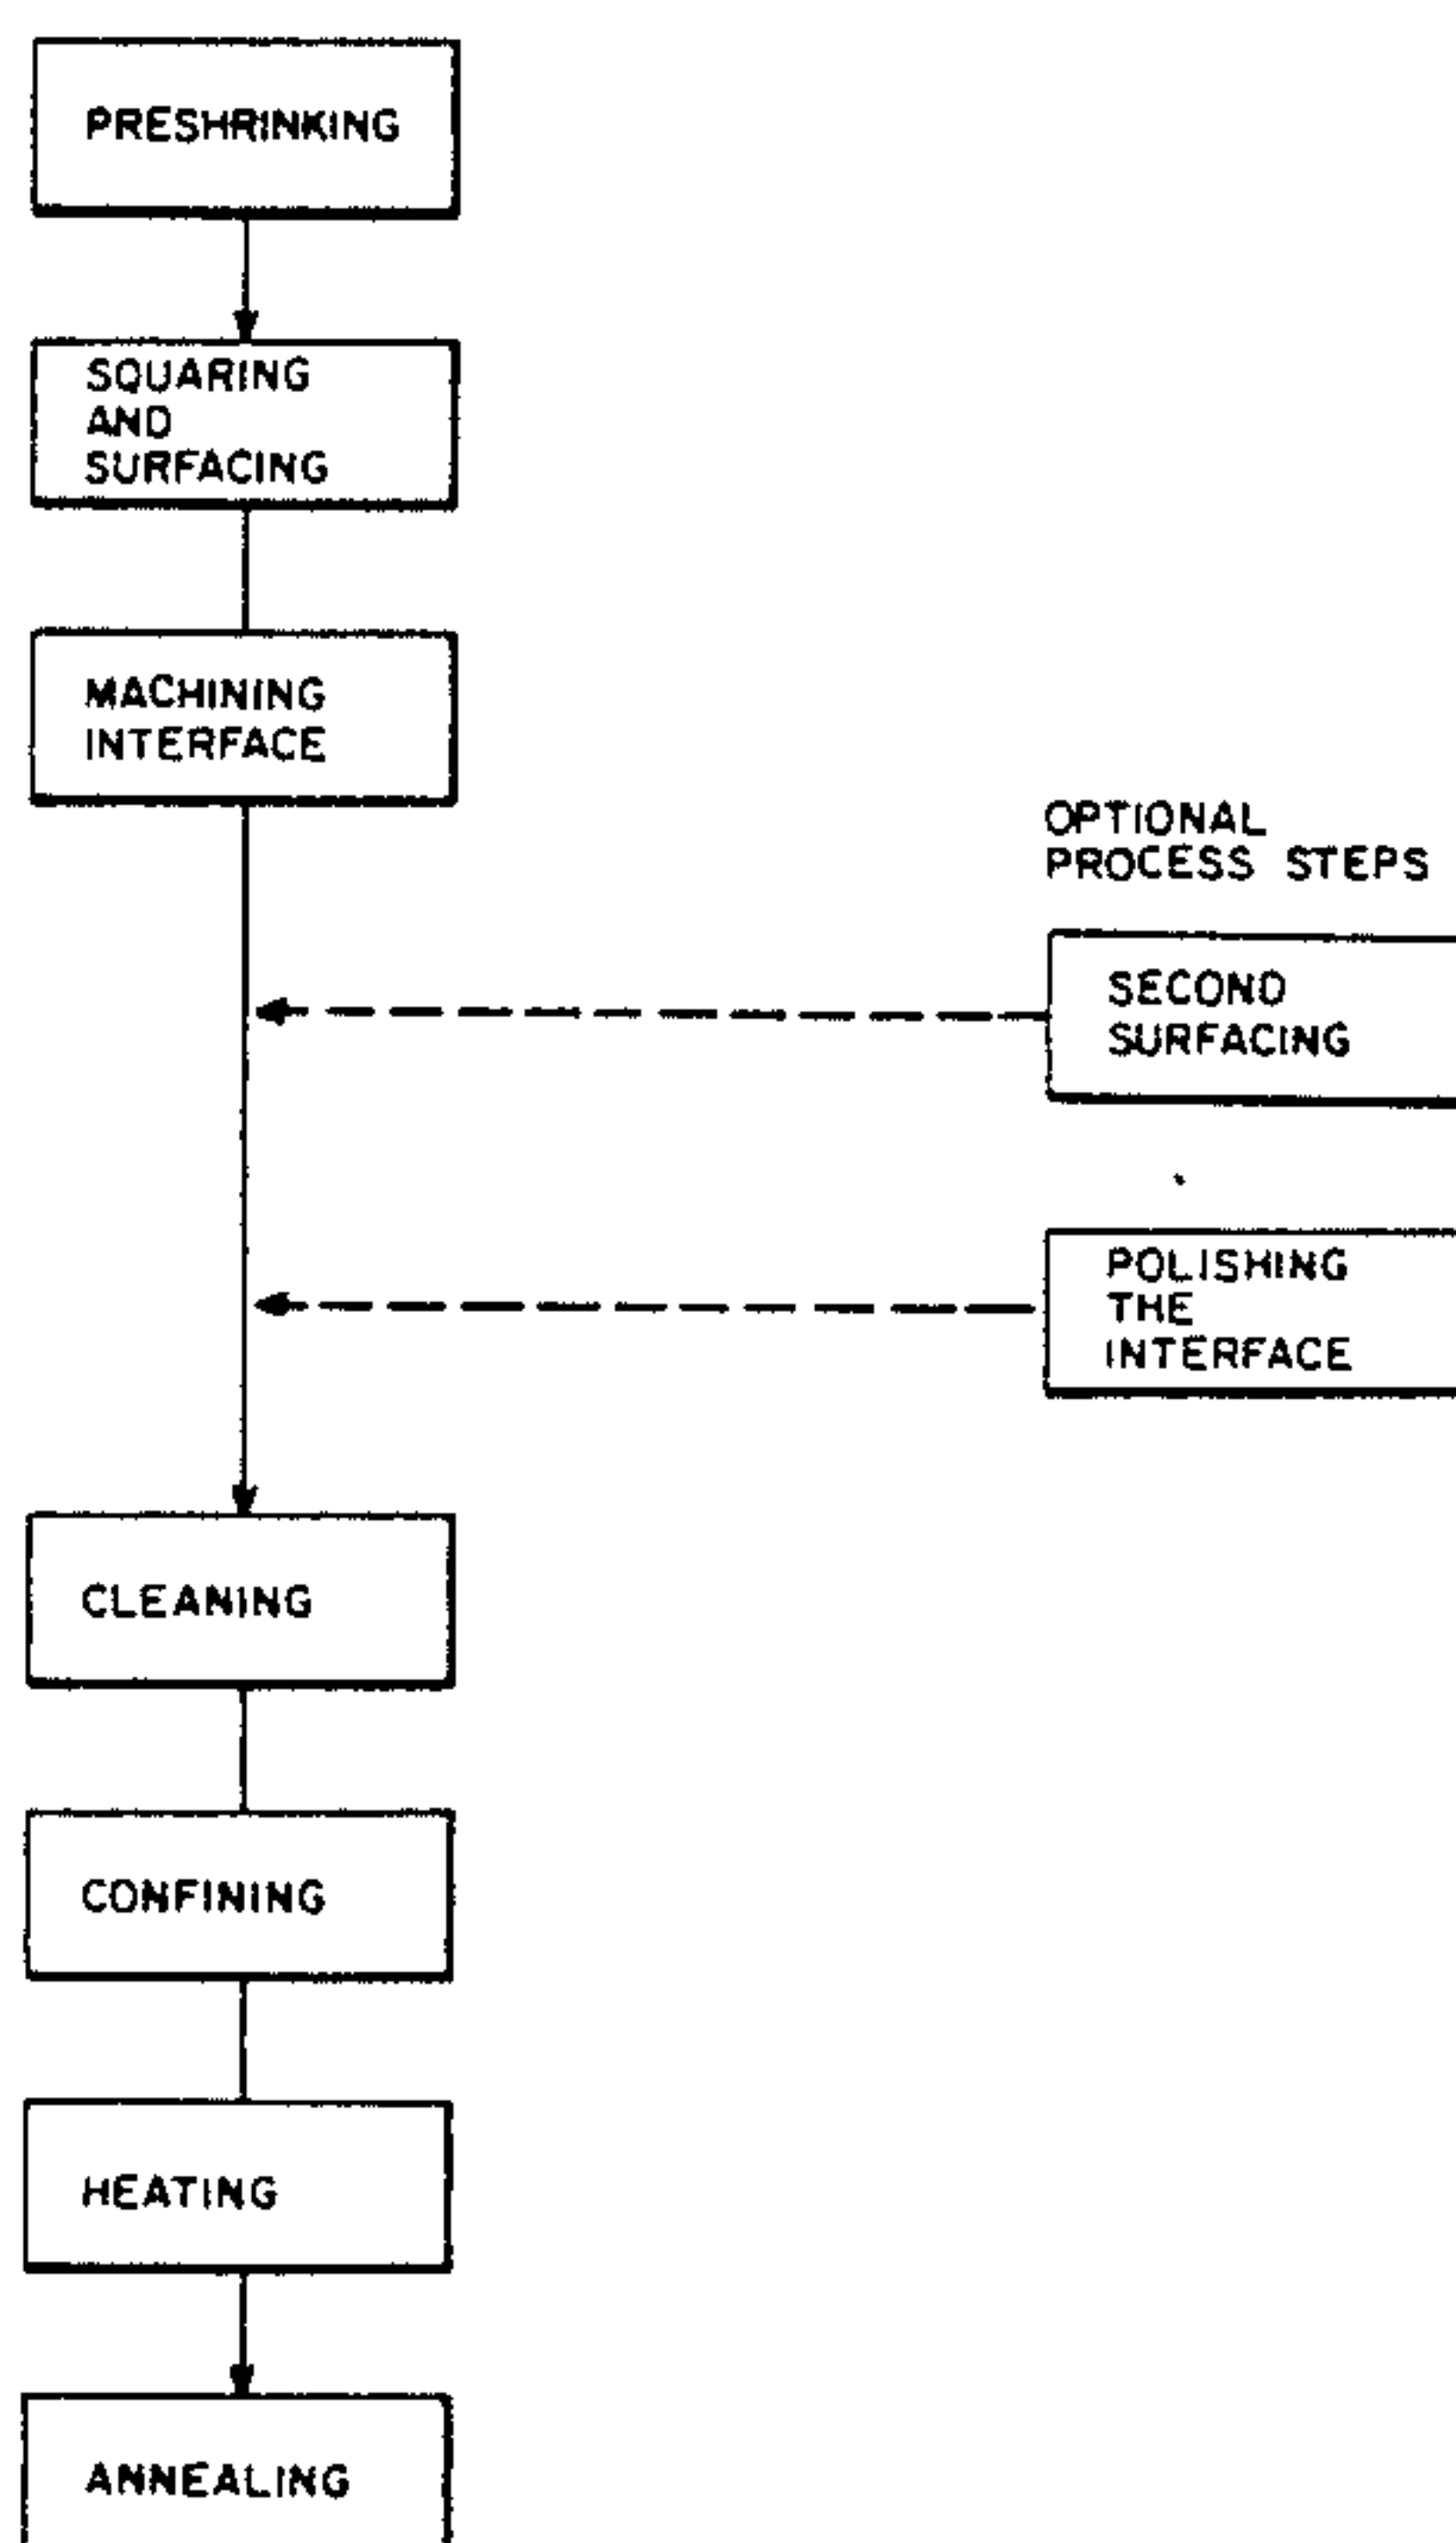 PRESHRINKING
SQUARING
AND
SURFACING
MACHINING
INTERFACE
OPTIONAL
PROCESS STEPS
SECOND
SURFACING
POLISHING
THE
INTERFACE
CLEANING
CONFINING
HEATING
ANNEALING